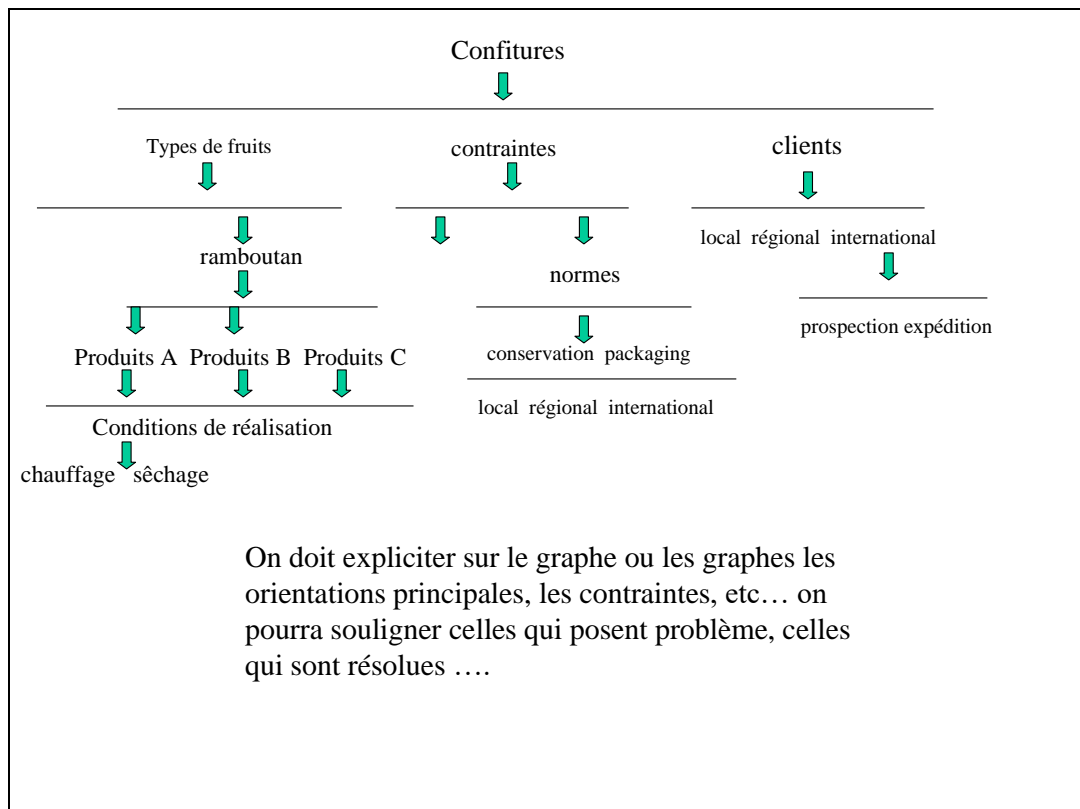 Confitures
Types de fruits contraintes clients
ramboutan
normes
local régional international
Produits A Produits B Produits C
conservation packaging
prospection expédition
Conditions de réalisation
local régional international
chauffage sêchage
On doit expliciter sur le graphe ou les graphes les
orientations principales, les contraintes, etc… on
pourra souligner celles qui posent problème, celles
qui sont résolues ….